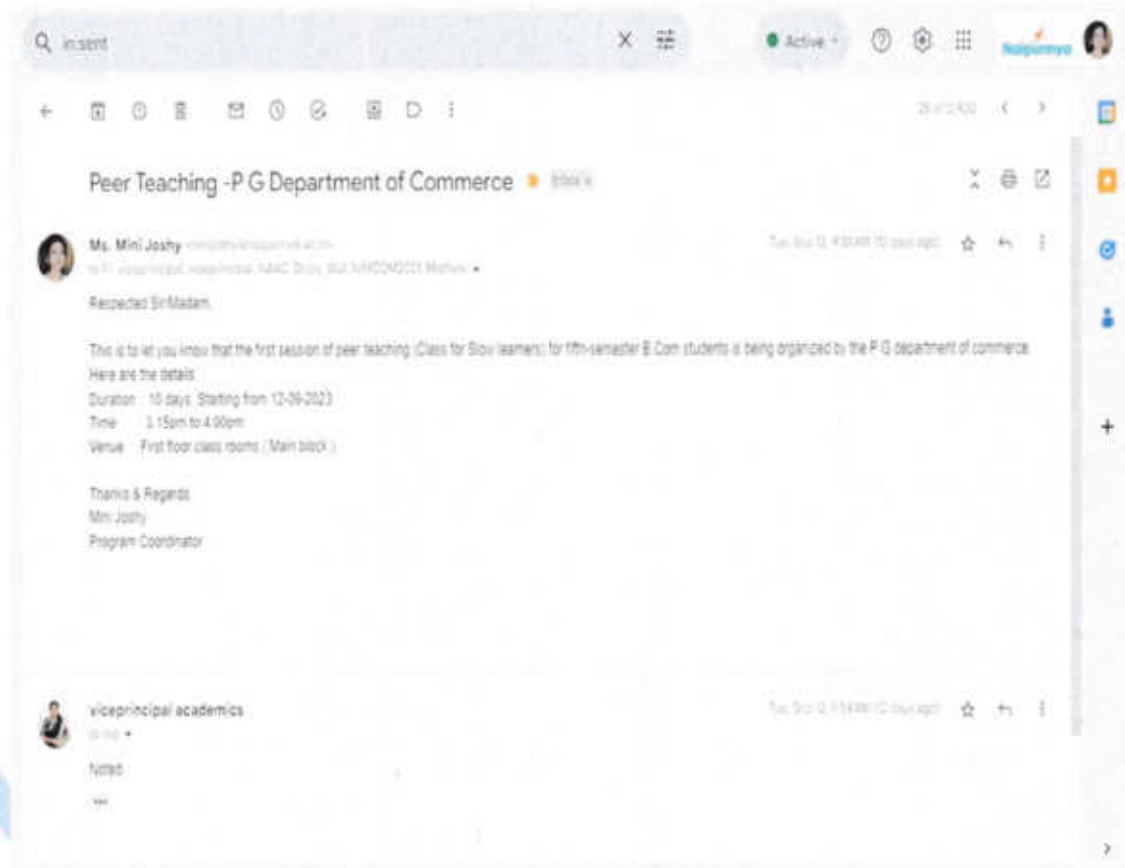 in:sent
Active
Naipunnya
Peer Teaching -P G Department of Commerce
Inbox x
Ms. Mini Joshy
Respected Sir/Madam,
This is to let you know that the first session of peer teaching (Class for Slow learners) for fifth-semester B.Com students is being organized by the P G department of commerce.
Here are the details
Duration : 10 days Starting from 12-09-2023
Time 3.15pm to 4.00pm
Venue : First floor class rooms ( Main block )
Thanks & Regards
Mini Joshy
Program Coordinator
viceprincipal academics
to me
Noted